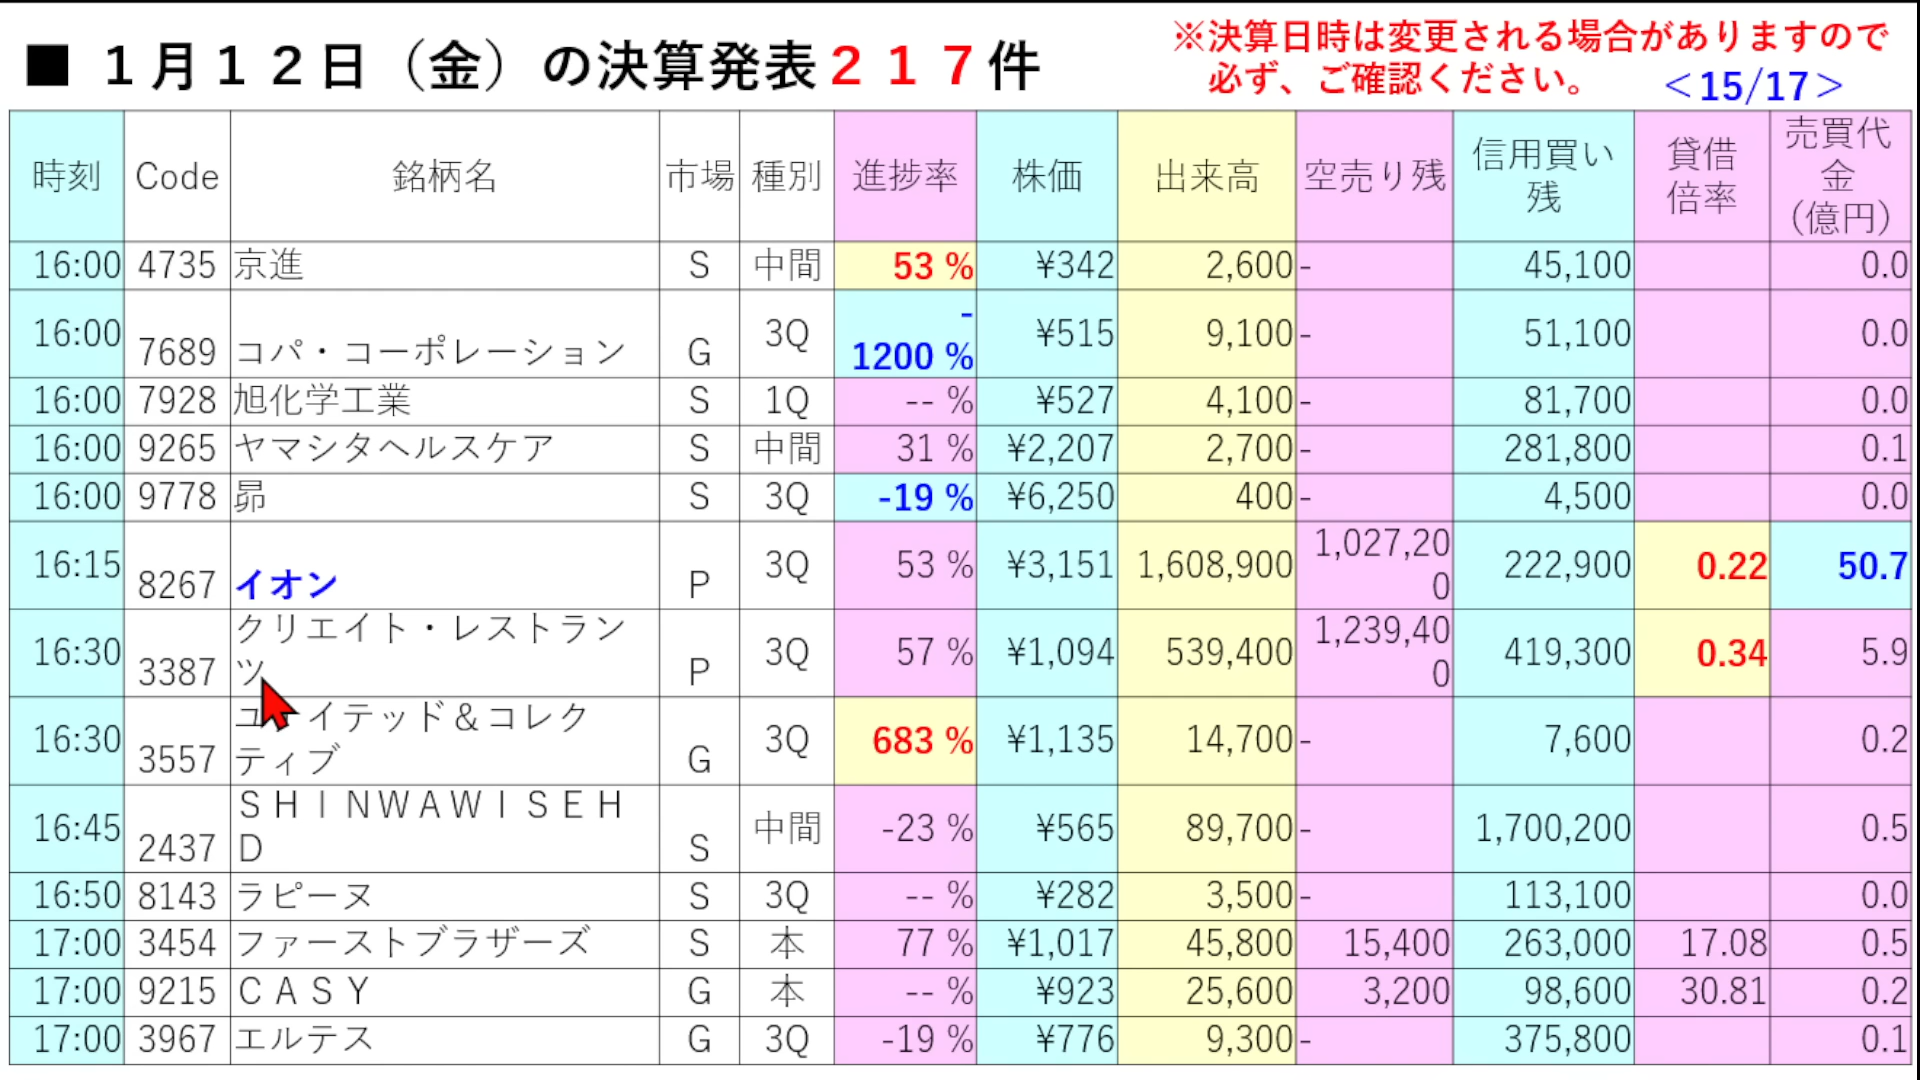 ■ １月１２日（金）の決算発表２１７件
※決算日時は変更される場合がありますので
必ず、ご確認ください。 ＜15/17＞
時刻 Code 銘柄名 市場 種別 進捗率 株価 出来高 空売り残 信用買い残 貸借倍率 売買代金（億円）
16:00 4735 京進 S 中間 53 % ¥342 2,600 - 45,100 0.0
16:00 7689 コパ・コーポレーション G 3Q -1200 % ¥515 9,100 - 51,100 0.0
16:00 7928 旭化学工業 S 1Q -- % ¥527 4,100 - 81,700 0.0
16:00 9265 ヤマシタヘルスケア S 中間 31 % ¥2,207 2,700 - 281,800 0.1
16:00 9778 昴 S 3Q -19 % ¥6,250 400 - 4,500 0.0
16:15 8267 イオン P 3Q 53 % ¥3,151 1,608,900 1,027,200 222,900 0.22 50.7
16:30 3387 クリエイト・レストランツ P 3Q 57 % ¥1,094 539,400 1,239,400 419,300 0.34 5.9
16:30 3557 ユナイテッド＆コレクティブ G 3Q 683 % ¥1,135 14,700 - 7,600 0.2
16:45 2437 ＳＨＩＮＷＡＷＩＳＥＨＤ S 中間 -23 % ¥565 89,700 - 1,700,200 0.5
16:50 8143 ラピーヌ S 3Q -- % ¥282 3,500 - 113,100 0.0
17:00 3454 ファーストブラザーズ S 本 77 % ¥1,017 45,800 15,400 263,000 17.08 0.5
17:00 9215 ＣＡＳＹ G 本 -- % ¥923 25,600 3,200 98,600 30.81 0.2
17:00 3967 エルテス G 3Q -19 % ¥776 9,300 - 375,800 0.1